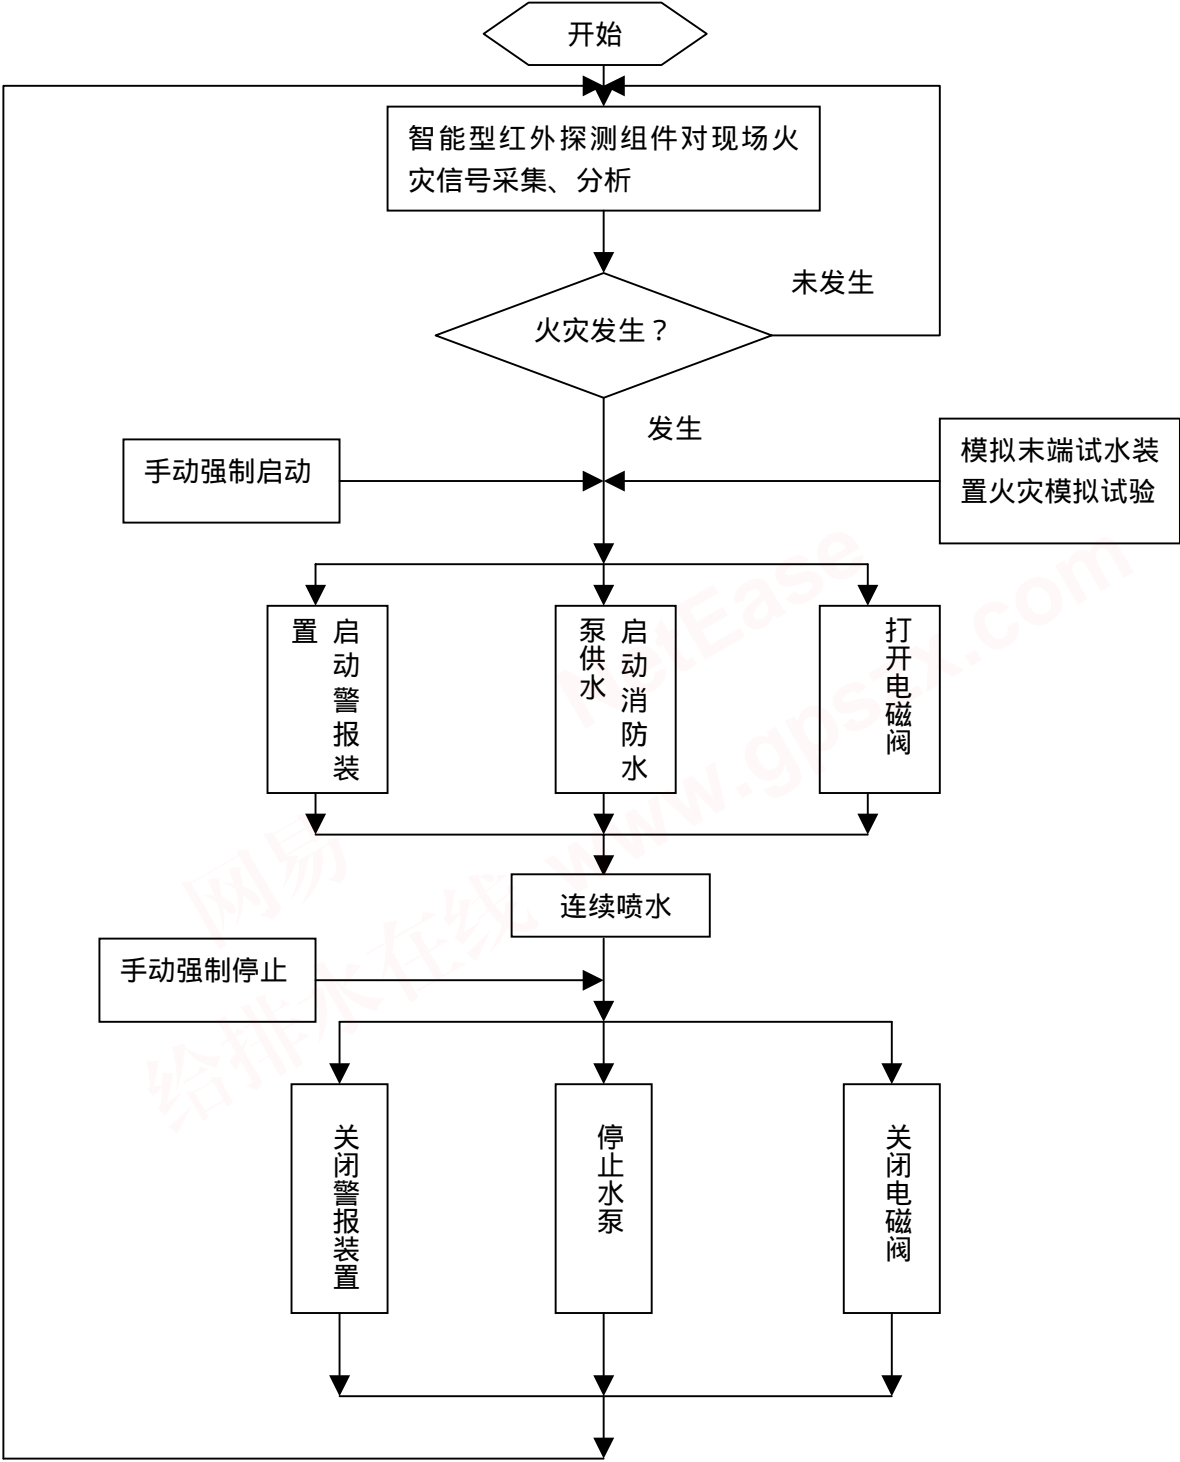 开始
智能型红外探测组件对现场火
灾信号采集、分析
未发生
火灾发生？
发生
手动强制启动
模拟末端试水装
置火灾模拟试验
启动警报装
置
启动消防水
泵供水
打开电磁阀
连续喷水
手动强制停止
关闭警报装置
停止水泵
关闭电磁阀
网易 NetEase
给排水在线 www.gpszx.com